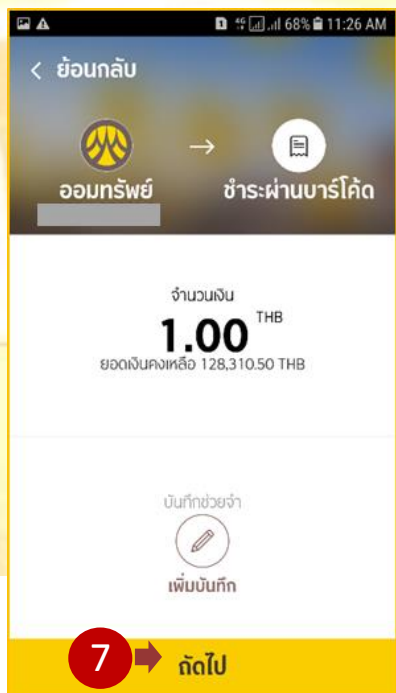 1 4G 68% 11:26 AM
< ย้อนกลับ
ออมทรัพย์ → ชำระผ่านบาร์โค้ด
จำนวนเงิน
1.00 THB
ยอดเงินคงเหลือ 128,310.50 THB
บันทึกช่วยจำ
เพิ่มบันทึก
7 ถัดไป